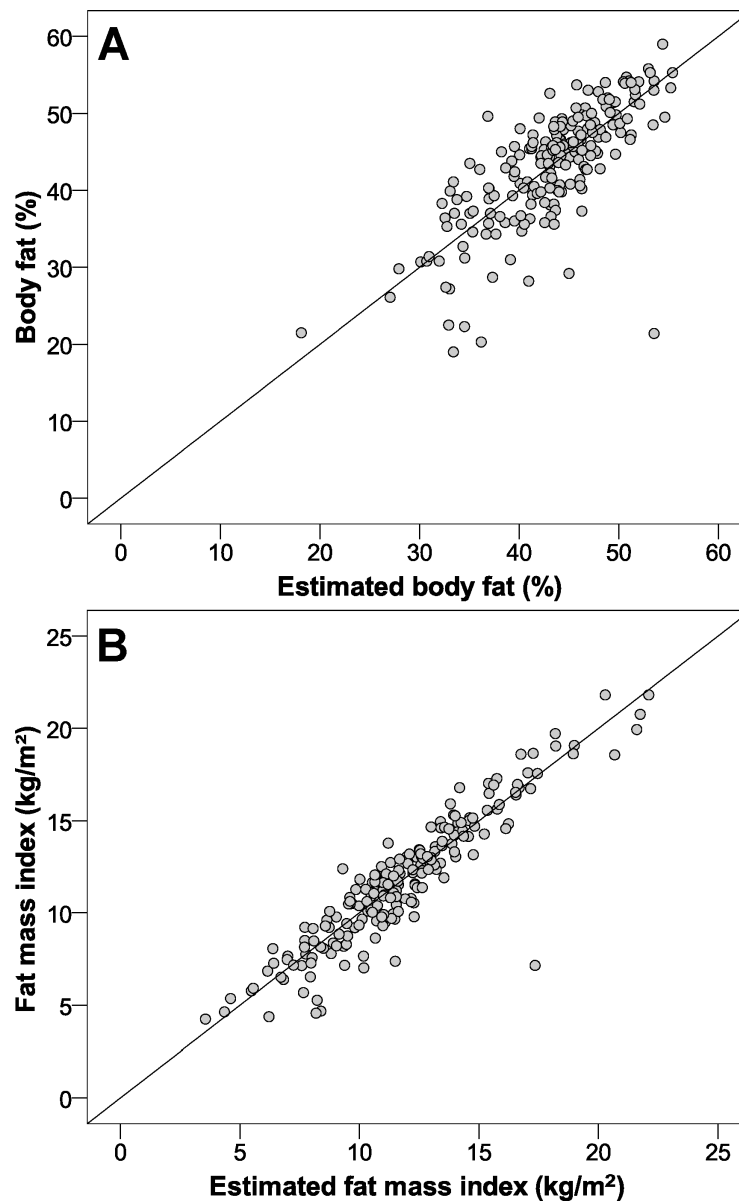 A
60
50
40
30
20
10
0
Body fat (%)
0 10 20 30 40 50 60
Estimated body fat (%)
B
25
20
15
10
5
0
Fat mass index (kg/m²)
0 5 10 15 20 25
Estimated fat mass index (kg/m²)